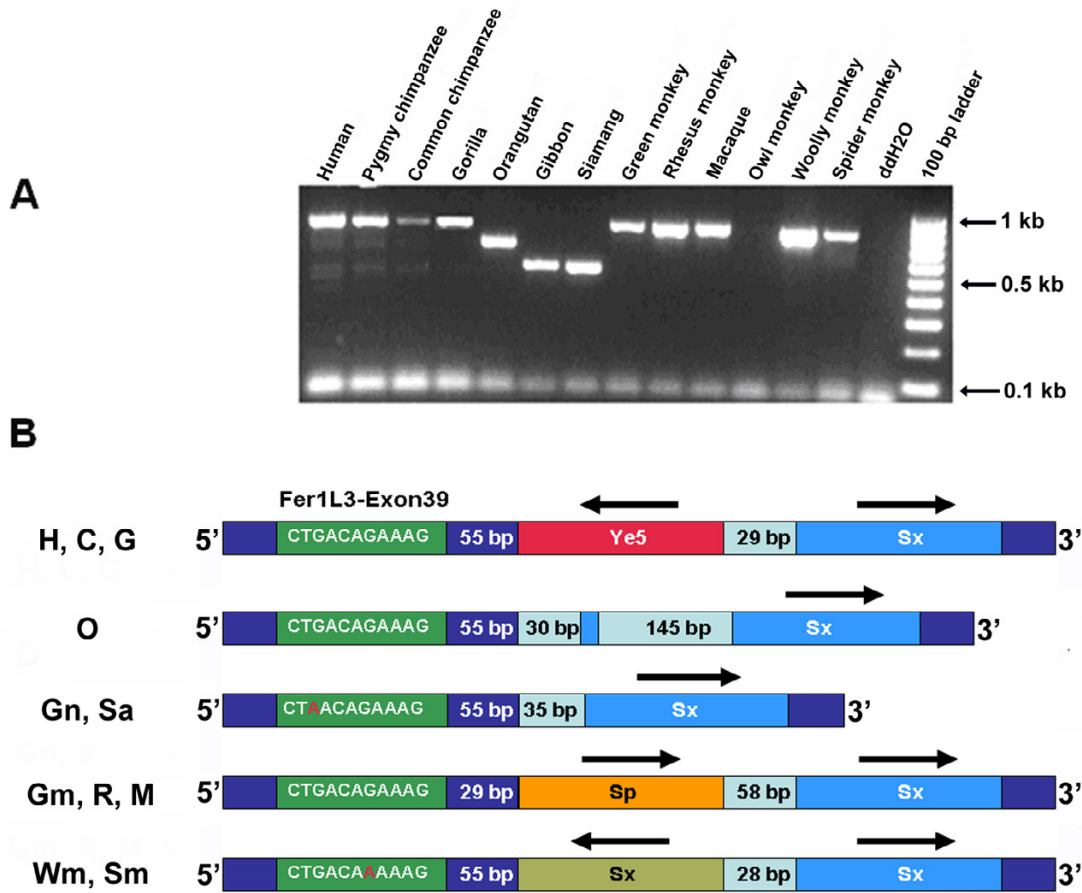 A
Human
Pygmy chimpanzee
Common chimpanzee
Gorilla
Orangutan
Gibbon
Siamang
Green monkey
Rhesus monkey
Macaque
Owl monkey
Woolly monkey
Spider monkey
ddH2O
100 bp ladder
1 kb
0.5 kb
0.1 kb
B
Fer1L3-Exon39
H, C, G 5’ CTGACAGAAAG 55 bp Ye5 29 bp Sx 3’
O 5’ CTGACAGAAAG 55 bp 30 bp 145 bp Sx 3’
Gn, Sa 5’ CTAACAGAAAG 55 bp 35 bp Sx 3’
Gm, R, M 5’ CTGACAGAAAG 29 bp Sp 58 bp Sx 3’
Wm, Sm 5’ CTGACAAAAAG 55 bp Sx 28 bp Sx 3’